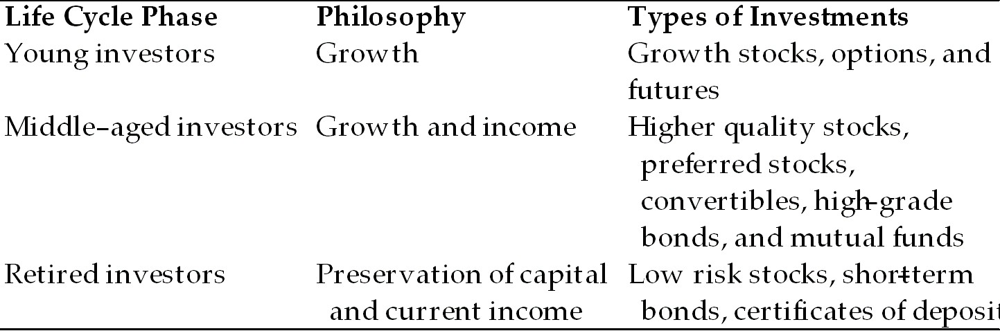 Life Cycle Phase Philosophy Types of Investments
Young investors Growth Growth stocks, options, and
futures
Middle-aged investors Growth and income Higher quality stocks,
preferred stocks,
convertibles, high-grade
bonds, and mutual funds
Retired investors Preservation of capital Low risk stocks, short-term
and current income bonds, certificates of deposit